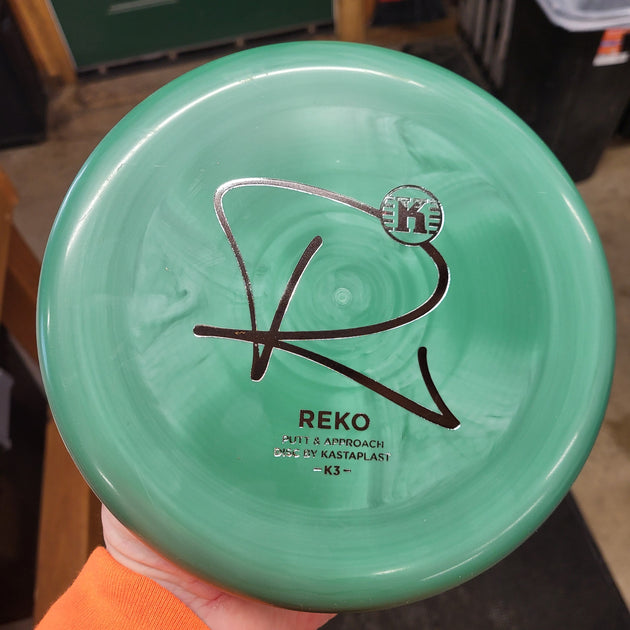 K
REKO
PUTT & APPROACH
DISC BY KASTAPLAST
– K3 –